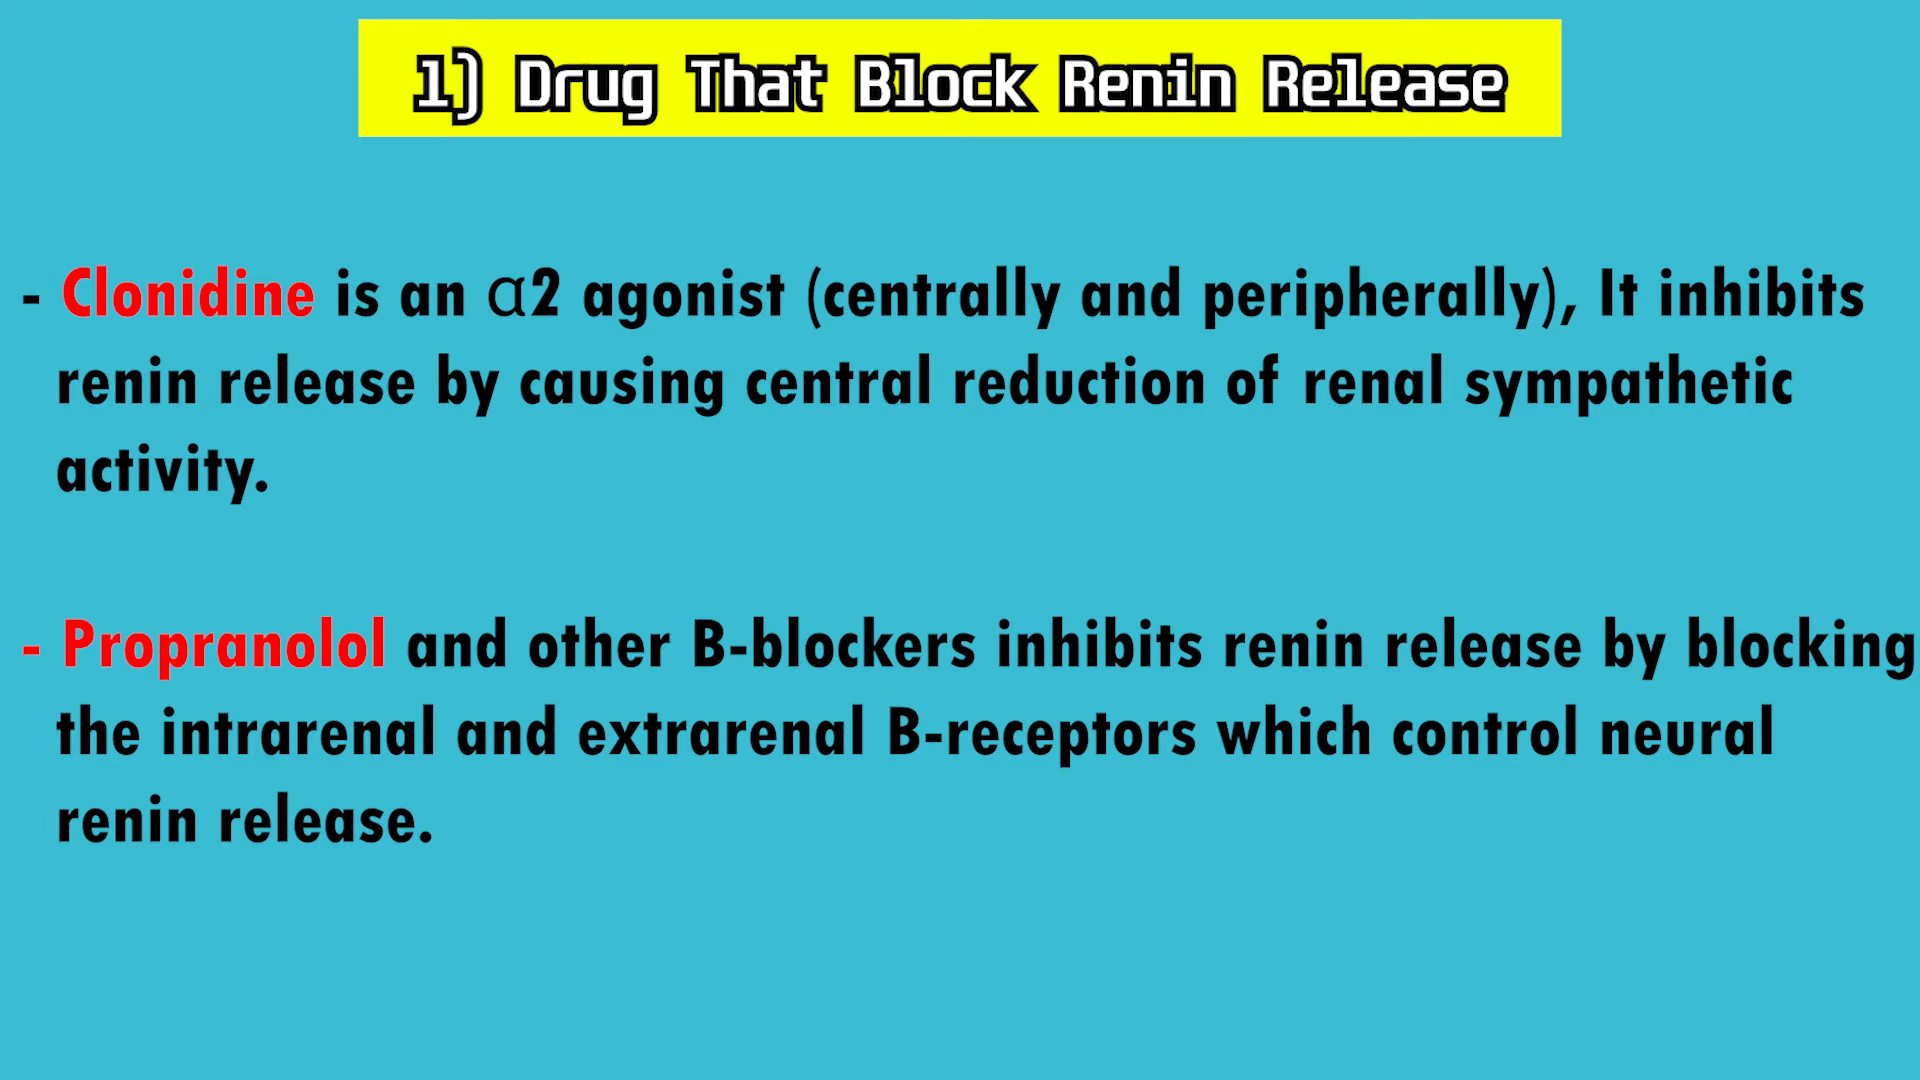 1) Drug That Block Renin Release
- Clonidine is an α2 agonist (centrally and peripherally), It inhibits
renin release by causing central reduction of renal sympathetic
activity.
- Propranolol and other B-blockers inhibits renin release by blocking
the intrarenal and extrarenal B-receptors which control neural
renin release.